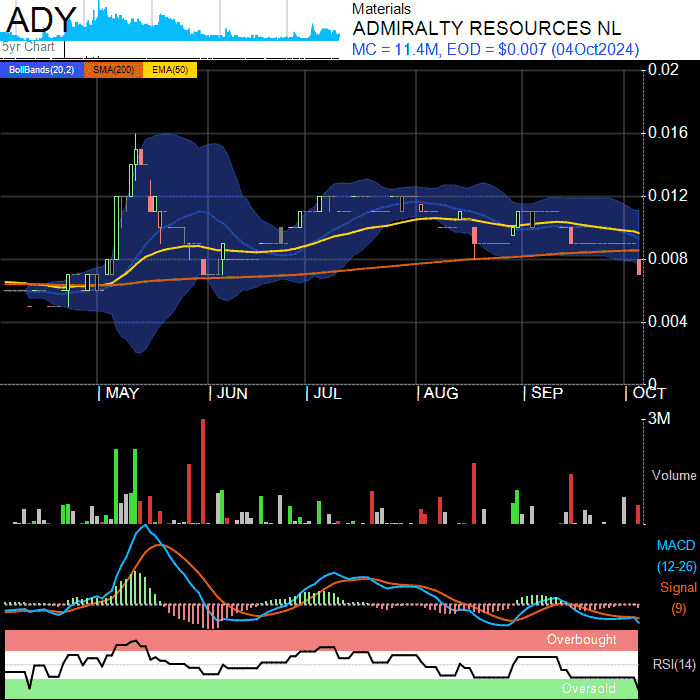 ADY
5yr Chart
Materials
ADMIRALTY RESOURCES NL
MC = 11.4M, EOD = $0.007 (04Oct2024)
BollBands(20,2) SMA(200) EMA(50)
0.02
0.016
0.012
0.008
0.004
0
MAY JUN JUL AUG SEP OCT
3M
Volume
MACD
(12-26)
Signal
(9)
Overbought
RSI(14)
Oversold